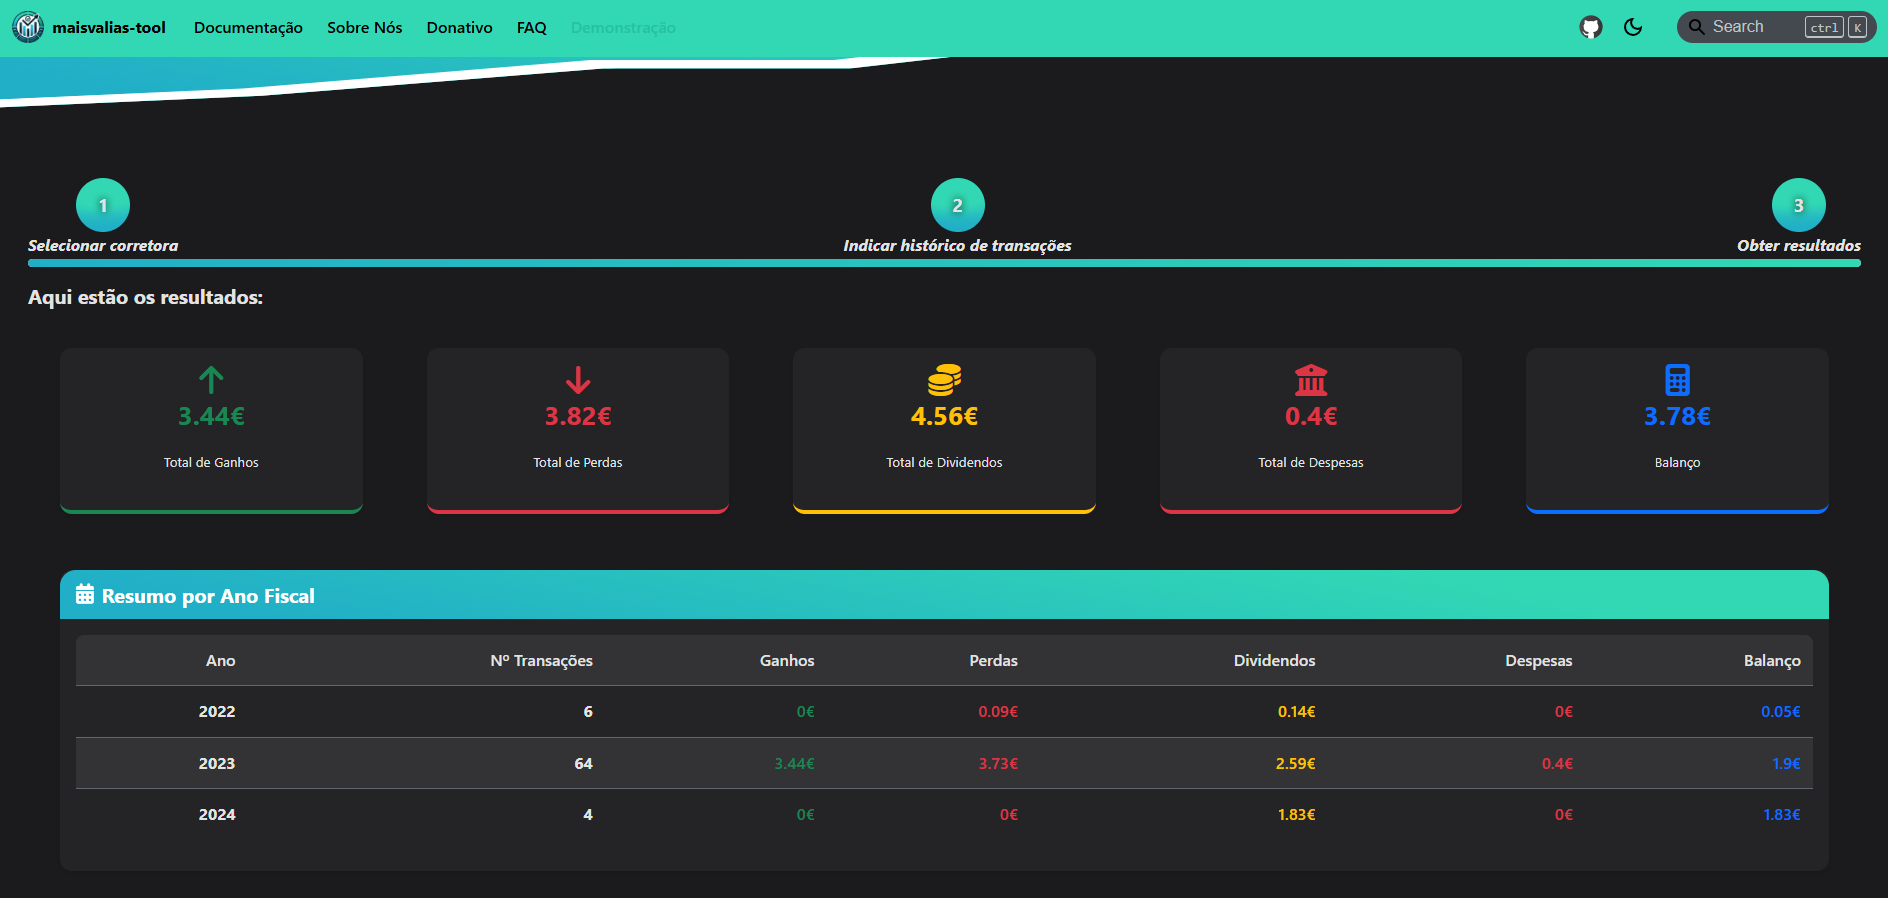 maisvalias-tool Documentação Sobre Nós Donativo FAQ Demonstração Search ctrl K
1 2 3
Selecionar corretora Indicar histórico de transações Obter resultados
Aqui estão os resultados:
3.44€ 3.82€ 4.56€ 0.4€ 3.78€
Total de Ganhos Total de Perdas Total de Dividendos Total de Despesas Balanço
Resumo por Ano Fiscal
Ano Nº Transações Ganhos Perdas Dividendos Despesas Balanço
2022 6 0€ 0.09€ 0.14€ 0€ 0.05€
2023 64 3.44€ 3.73€ 2.59€ 0.4€ 1.9€
2024 4 0€ 0€ 1.83€ 0€ 1.83€